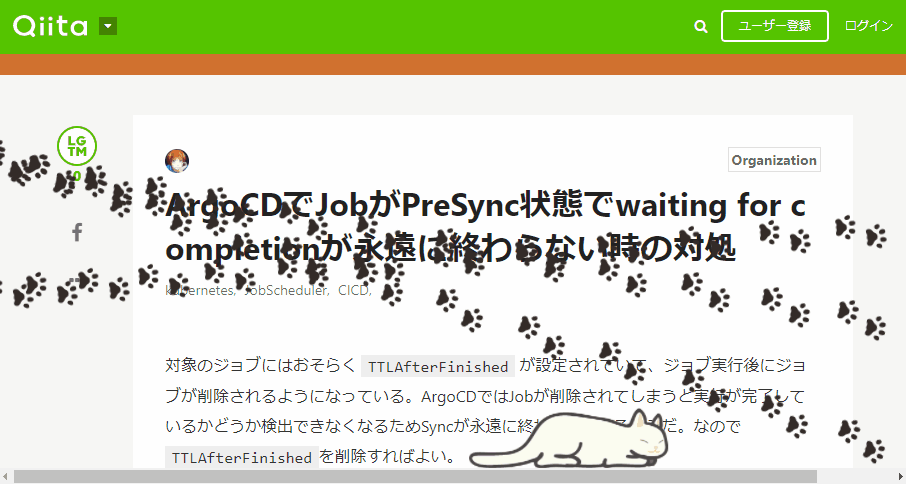 Qiita
ユーザー登録
ログイン
LGTM
0
Organization
ArgoCDでJobがPreSync状態でwaiting for c
ompletionが永遠に終わらない時の対処
kubernetes, JobScheduler, CICD,
対象のジョブにはおそらく TTLAfterFinished が設定されていて、ジョブ実行後にジョ
ブが削除されるようになっている。ArgoCDではJobが削除されてしまうと実行が完了して
いるかどうか検出できなくなるためSyncが永遠に終わ だ。なので
TTLAfterFinished を削除すればよい。